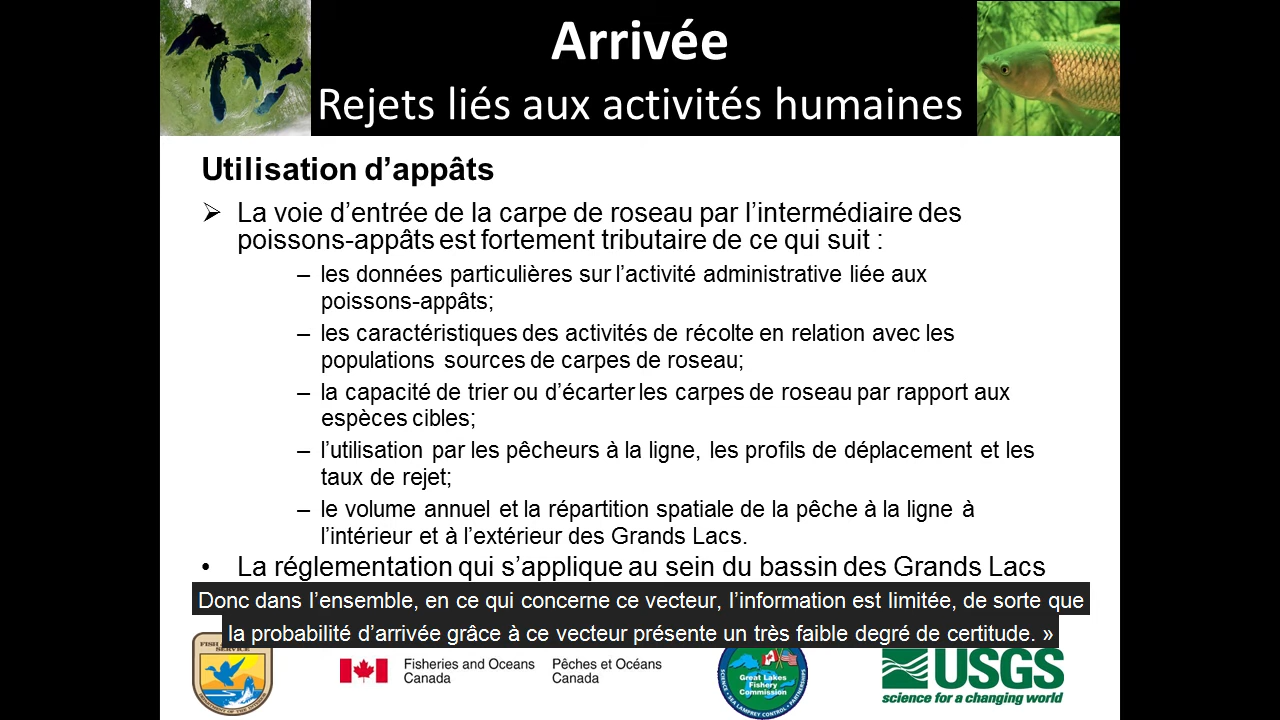 Arrivée
Rejets liés aux activités humaines
Utilisation d’appâts
➢ La voie d’entrée de la carpe de roseau par l’intermédiaire des
poissons-appâts est fortement tributaire de ce qui suit :
– les données particulières sur l’activité administrative liée aux
poissons-appâts;
– les caractéristiques des activités de récolte en relation avec les
populations sources de carpes de roseau;
– la capacité de trier ou d’écarter les carpes de roseau par rapport aux
espèces cibles;
– l’utilisation par les pêcheurs à la ligne, les profils de déplacement et les
taux de rejet;
– le volume annuel et la répartition spatiale de la pêche à la ligne à
l’intérieur et à l’extérieur des Grands Lacs.
• La réglementation qui s’applique au sein du bassin des Grands Lacs
Donc dans l’ensemble, en ce qui concerne ce vecteur, l’information est limitée, de sorte que
la probabilité d’arrivée grâce à ce vecteur présente un très faible degré de certitude. »
SERVICE
Fisheries and Oceans
Canada
Pêches et Océans
Canada
Great Lakes
Fishery
Commission
USGS
science for a changing world